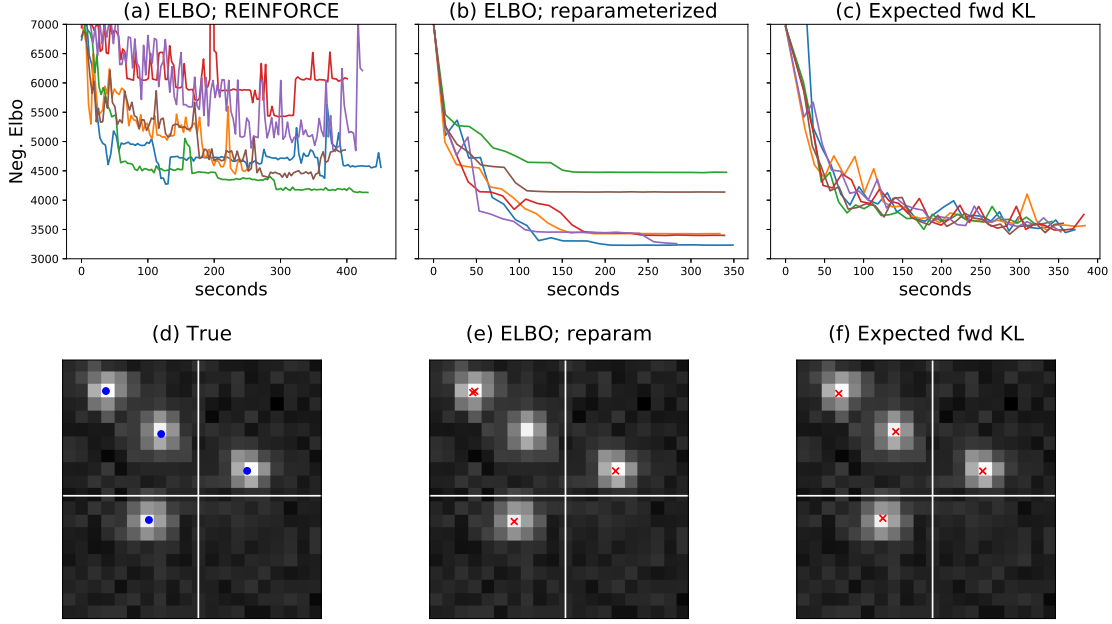 (a) ELBO; REINFORCE
(b) ELBO; reparameterized
(c) Expected fwd KL
Neg. Elbo
7000
6500
6000
5500
5000
4500
4000
3500
3000
0 100 200 300 400
0 50 100 150 200 250 300 350
0 50 100 150 200 250 300 350 400
seconds
seconds
seconds
(d) True
(e) ELBO; reparam
(f) Expected fwd KL